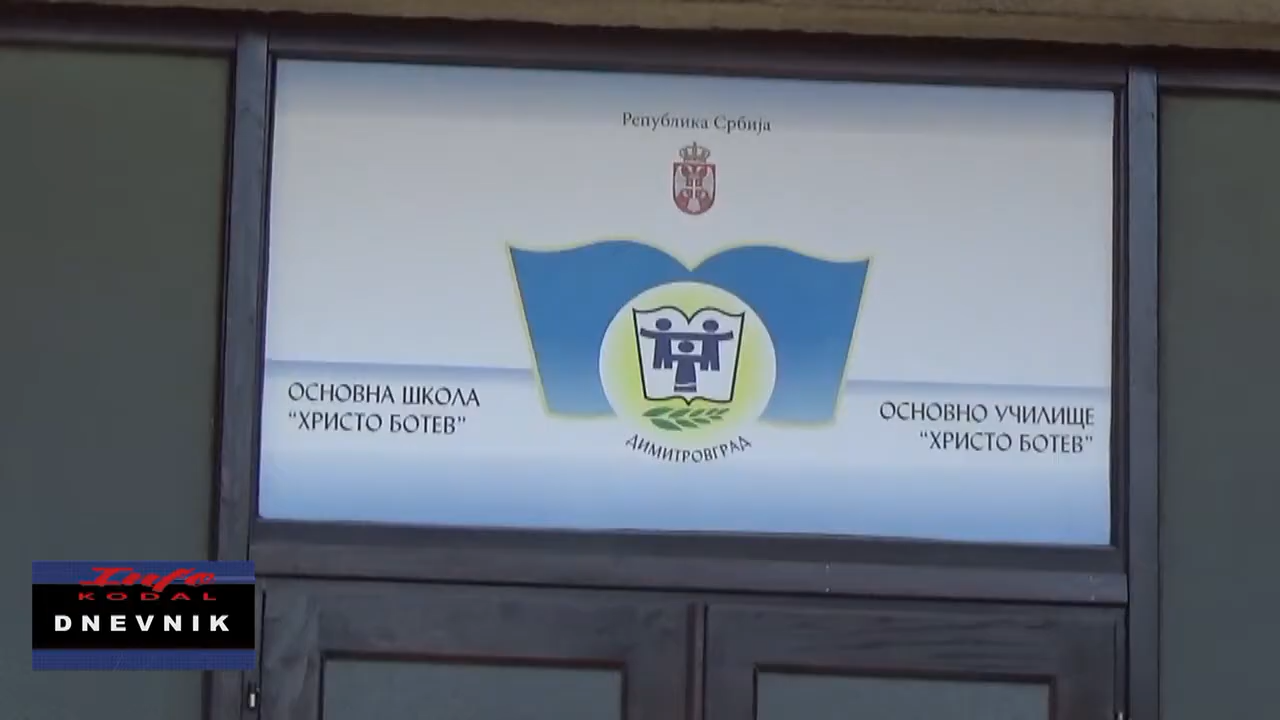 Република Србија
ОСНОВНА ШКОЛА
“ХРИСТО БОТЕВ”
ДИМИТРОВГРАД
ОСНОВНО УЧИЛИЩЕ
“ХРИСТО БОТЕВ”
Info
KODAL
DNEVNIK